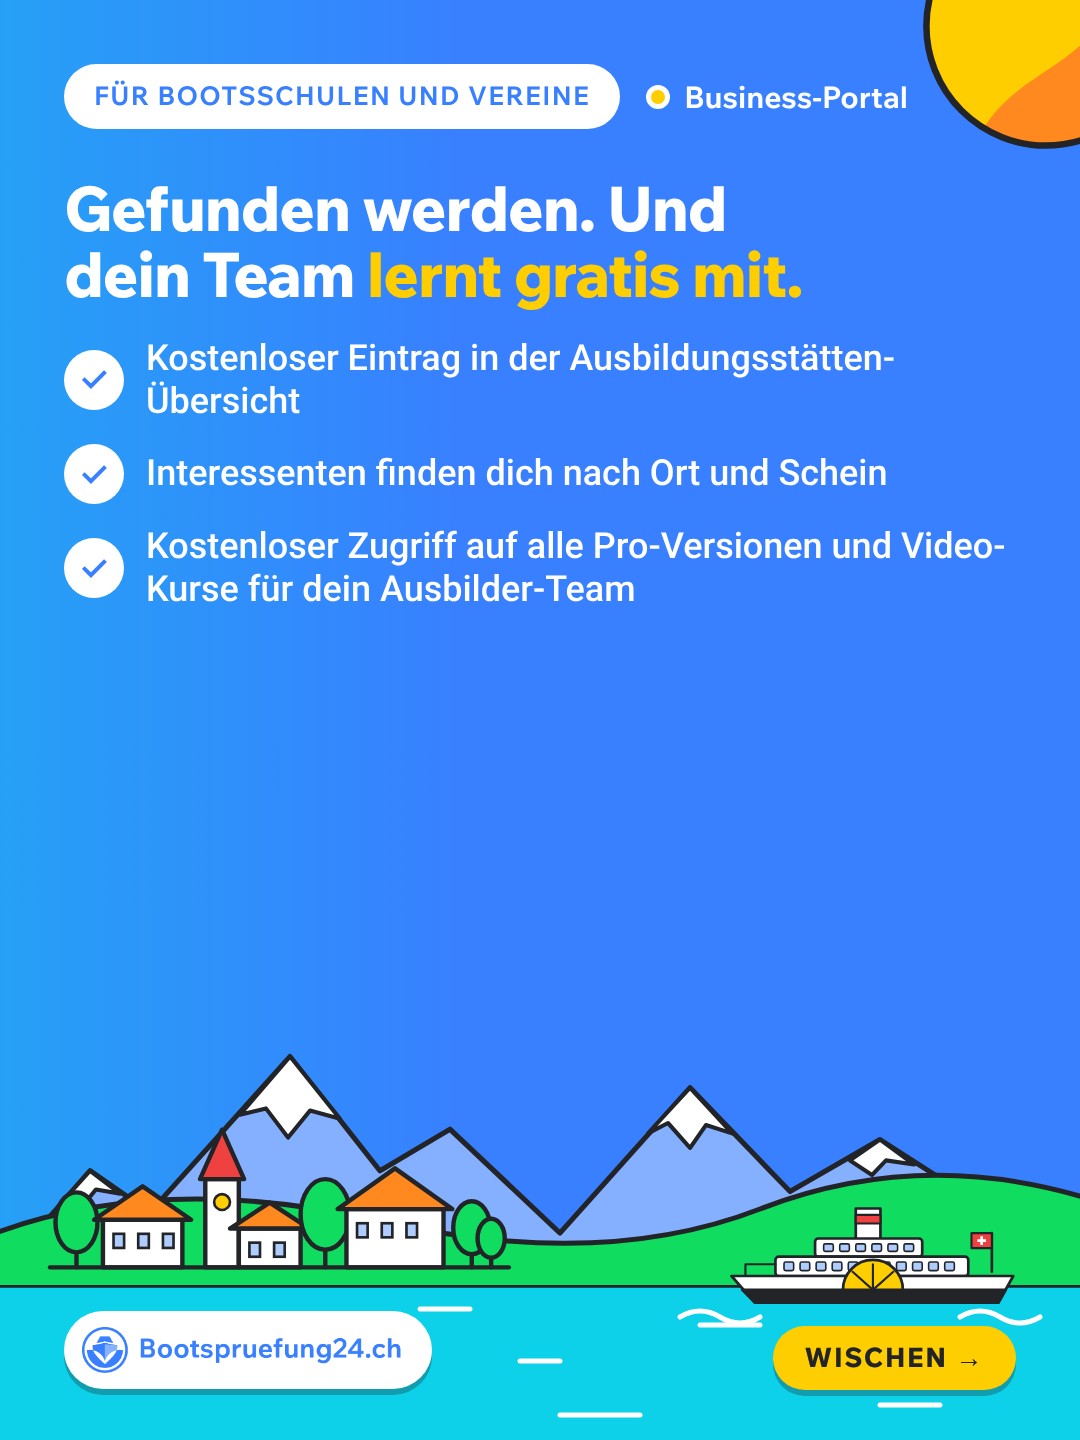 FÜR BOOTSSCHULEN UND VEREINE
Business-Portal
Gefunden werden. Und
dein Team lernt gratis mit.
Kostenloser Eintrag in der Ausbildungsstätten-
Übersicht
Interessenten finden dich nach Ort und Schein
Kostenloser Zugriff auf alle Pro-Versionen und Video-
Kurse für dein Ausbilder-Team
Bootspruefung24.ch
WISCHEN →